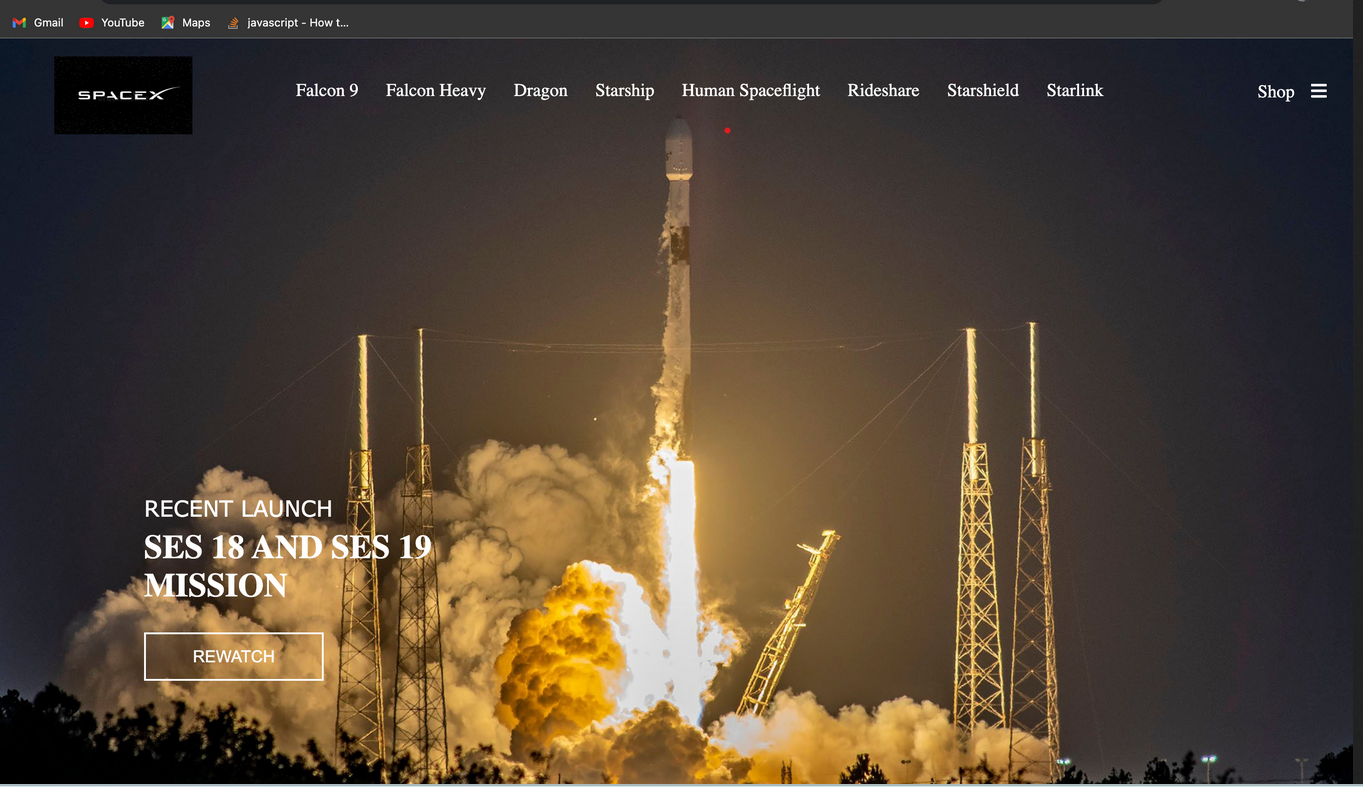 Gmail YouTube Maps javascript - How t...
SPACEX
Falcon 9 Falcon Heavy Dragon Starship Human Spaceflight Rideshare Starshield Starlink Shop
RECENT LAUNCH
SES 18 AND SES 19
MISSION
REWATCH